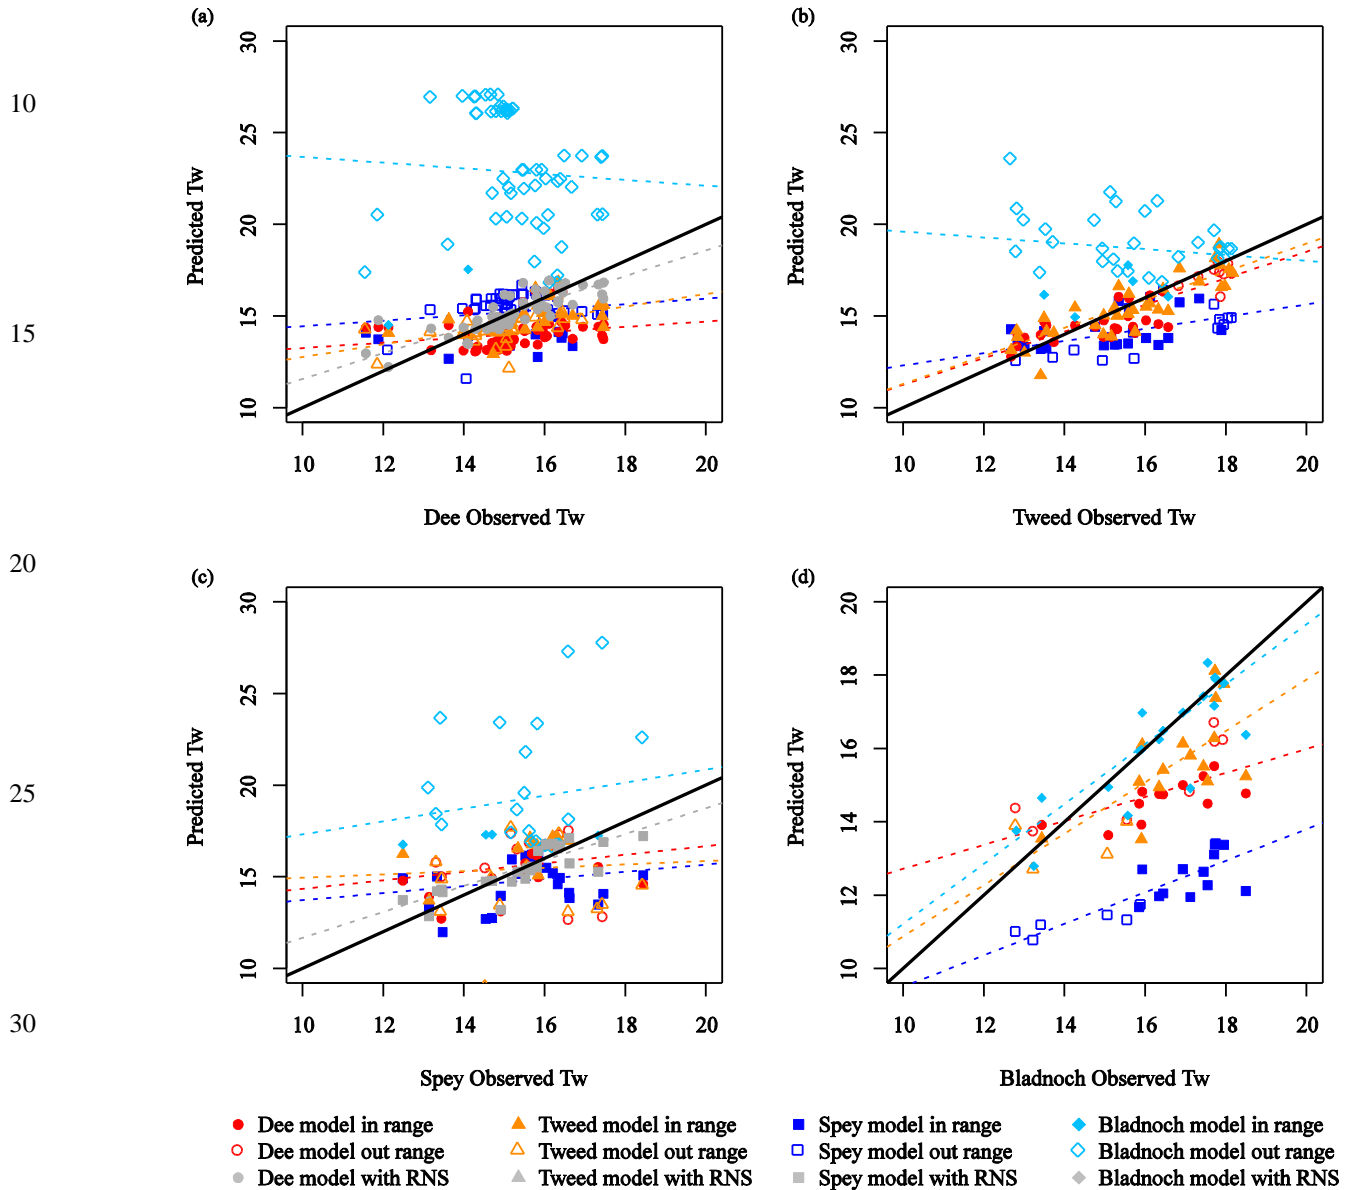 (a)
(b)
10
15
20
25
30
Predicted Tw
10
15
20
25
30
10 12 14 16 18 20
Dee Observed Tw
Predicted Tw
10
15
20
25
30
10 12 14 16 18 20
Tweed Observed Tw
(c)
(d)
Predicted Tw
10
15
20
25
30
10 12 14 16 18 20
Spey Observed Tw
Predicted Tw
10
12
14
16
18
20
10 12 14 16 18 20
Bladnoch Observed Tw
Dee model in range
Tweed model in range
Spey model in range
Bladnoch model in range
Dee model out range
Tweed model out range
Spey model out range
Bladnoch model out range
Dee model with RNS
Tweed model with RNS
Spey model with RNS
Bladnoch model with RNS